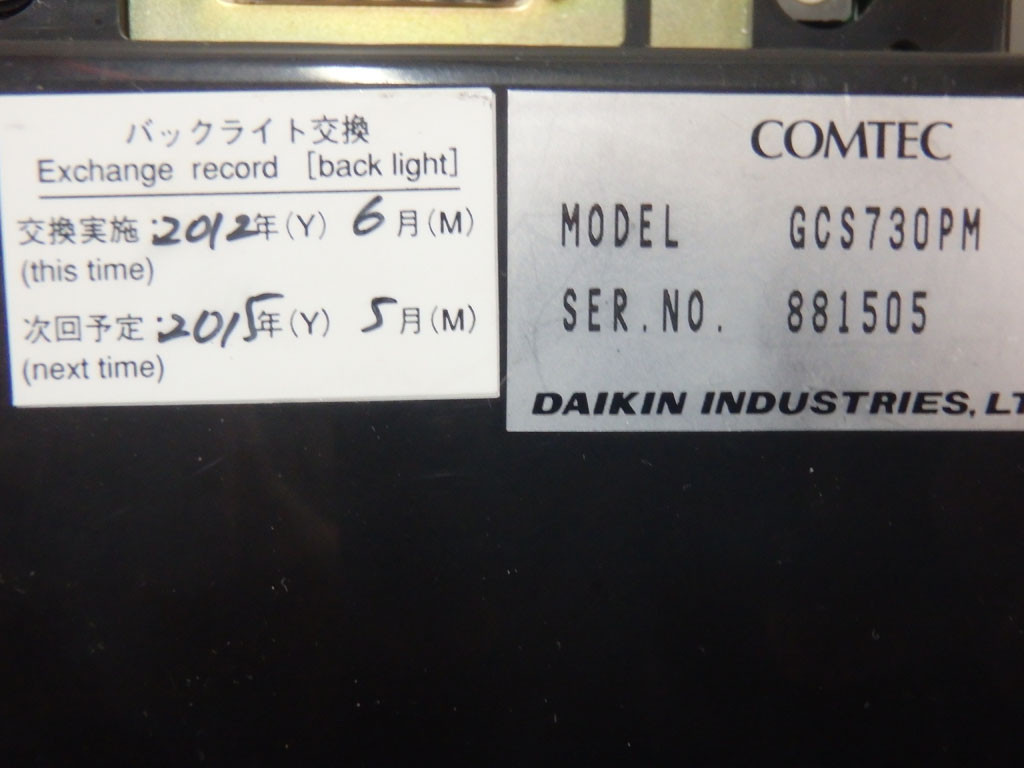 バックライト交換
Exchange record [back light]
交換実施:2012年(Y) 6月(M)
(this time)
次回予定:2015年(Y) 5月(M)
(next time)
COMTEC
MODEL GCS730PM
SER.NO. 881505
DAIKIN INDUSTRIES, LT